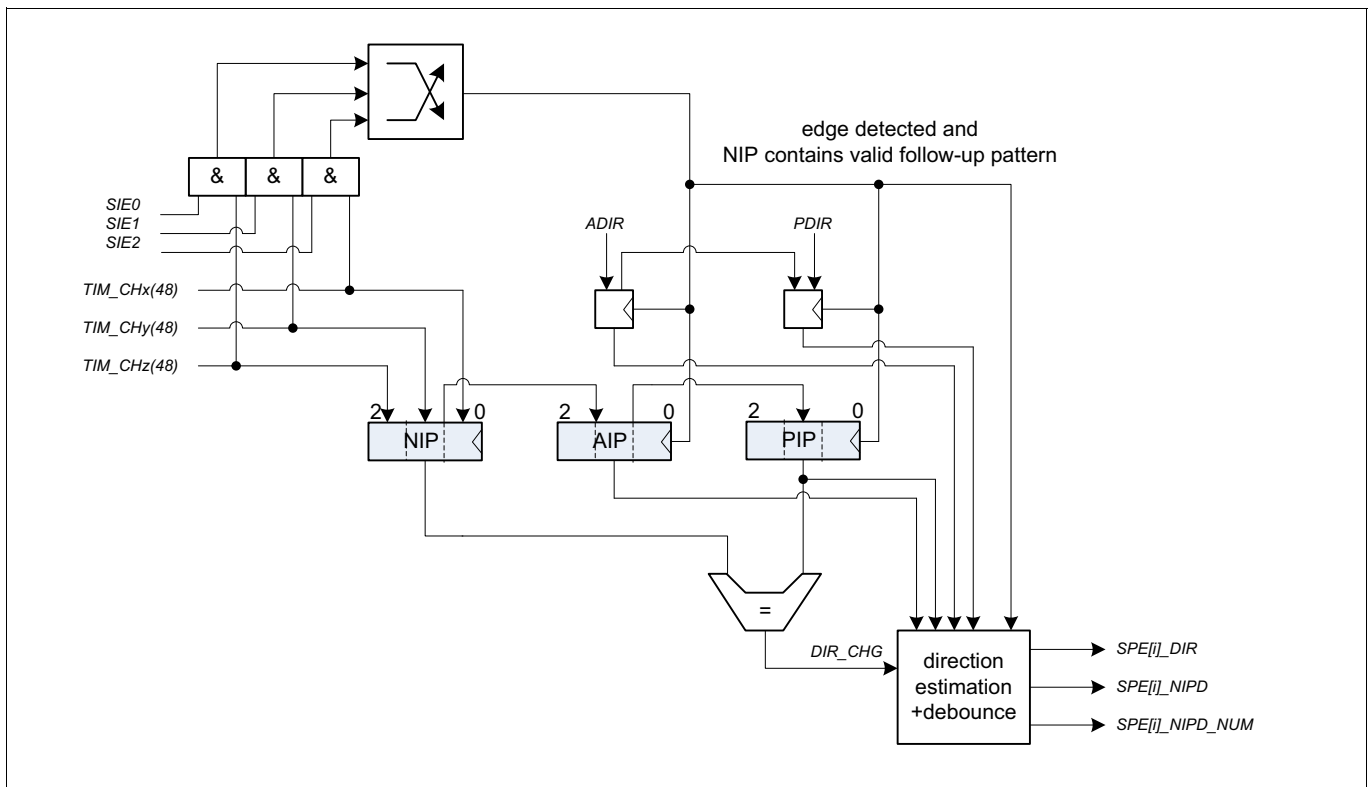 edge detected and
NIP contains valid follow-up pattern
& & &
SIE0
SIE1
SIE2
ADIR PDIR
TIM_CHx(48)
TIM_CHy(48)
TIM_CHz(48)
2 0 2 0 2 0
NIP AIP PIP
=
DIR_CHG
direction
estimation
+debounce
SPE[i]_DIR
SPE[i]_NIPD
SPE[i]_NIPD_NUM